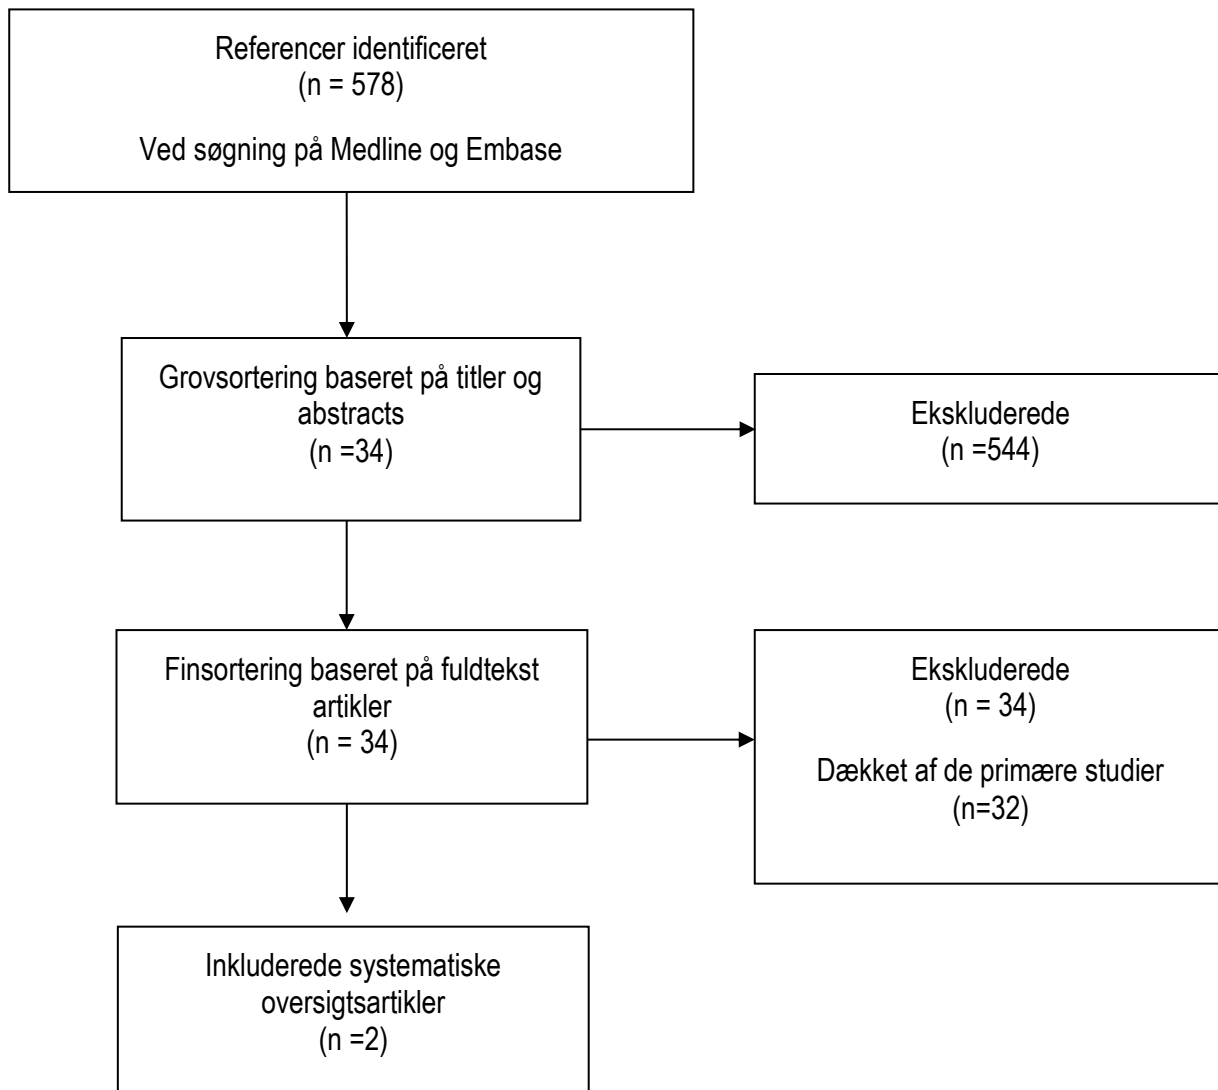 Referencer identificeret
(n = 578)
Ved søgning på Medline og Embase
Grovsortering baseret på titler og
abstracts
(n =34)
Ekskluderede
(n =544)
Finsortering baseret på fuldtekst
artikler
(n = 34)
Ekskluderede
(n = 34)
Dækket af de primære studier
(n=32)
Inkluderede systematiske
oversigtsartikler
(n =2)